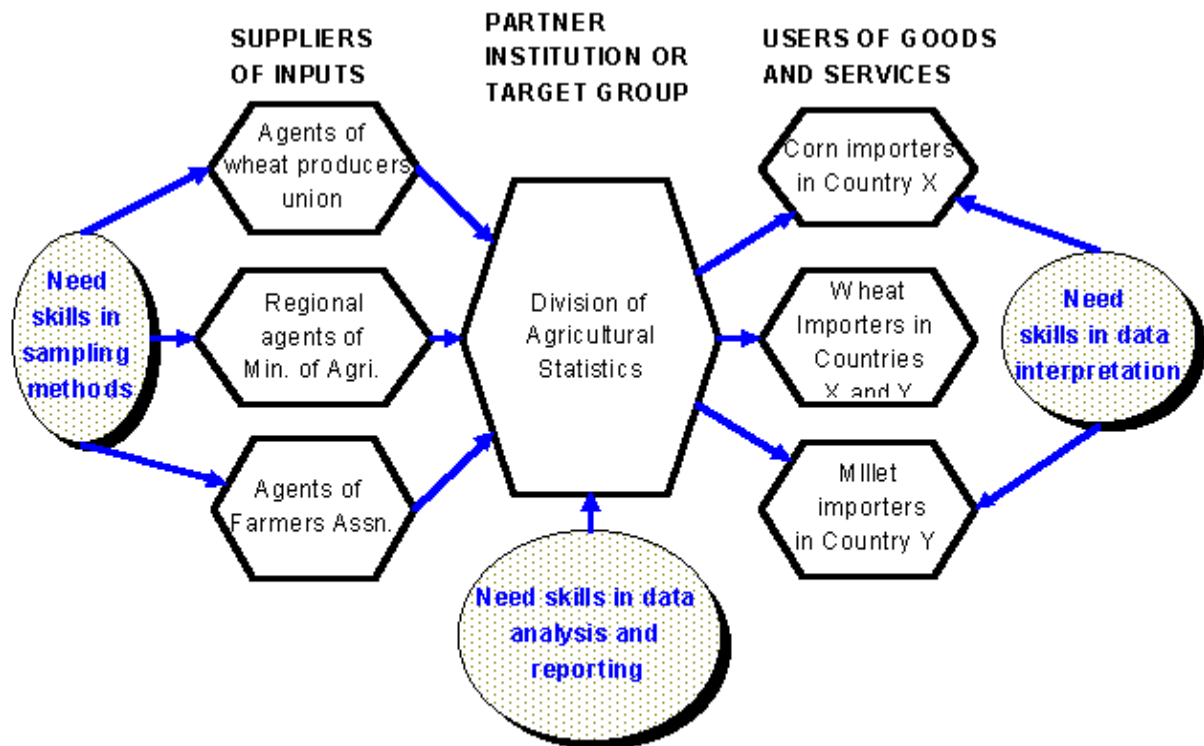 SUPPLIERS
OF INPUTS
PARTNER
INSTITUTION OR
TARGET GROUP
USERS OF GOODS
AND SERVICES
Agents of
wheat producers
union
Corn importers
in Country X
Need
skills in
sampling
methods
Regional
agents of
Min. of Agri.
Division of
Agricultural
Statistics
Wheat
Importers in
Countries
X and Y
Need
skills in data
interpretation
Agents of
Farmers Assn.
MIllet
importers
in Country Y
Need skills in data
analysis and
reporting